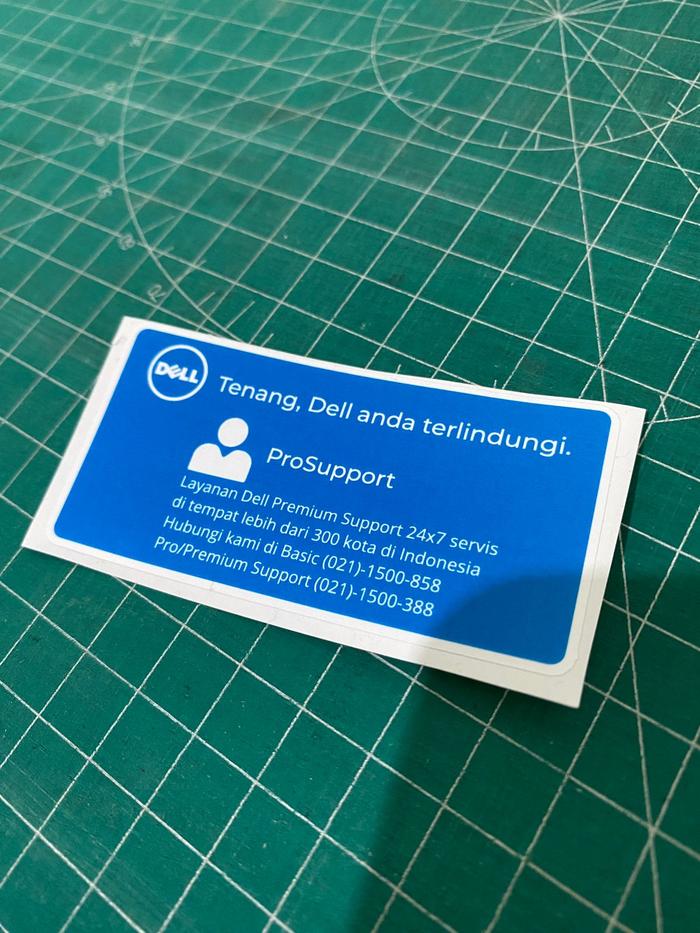 DELL
Tenang, Dell anda terlindungi.
ProSupport
Layanan Dell Premium Support 24x7 servis
di tempat lebih dari 300 kota di Indonesia
Hubungi kami di Basic (021)-1500-858
Pro/Premium Support (021)-1500-388